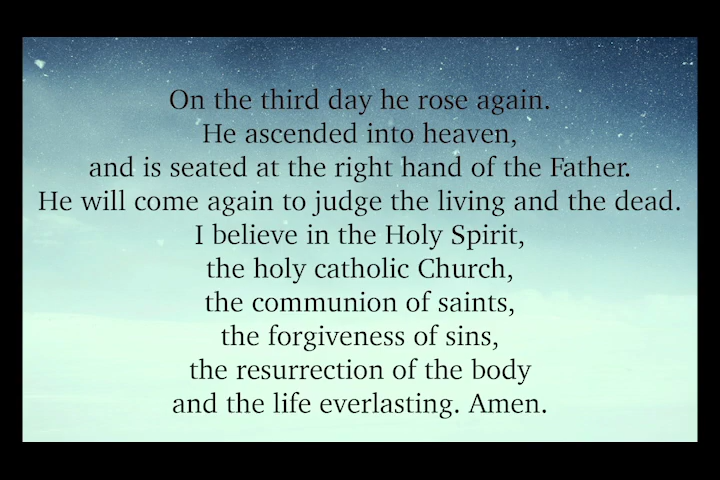 On the third day he rose again.
He ascended into heaven,
and is seated at the right hand of the Father.
He will come again to judge the living and the dead.
I believe in the Holy Spirit,
the holy catholic Church,
the communion of saints,
the forgiveness of sins,
the resurrection of the body
and the life everlasting. Amen.